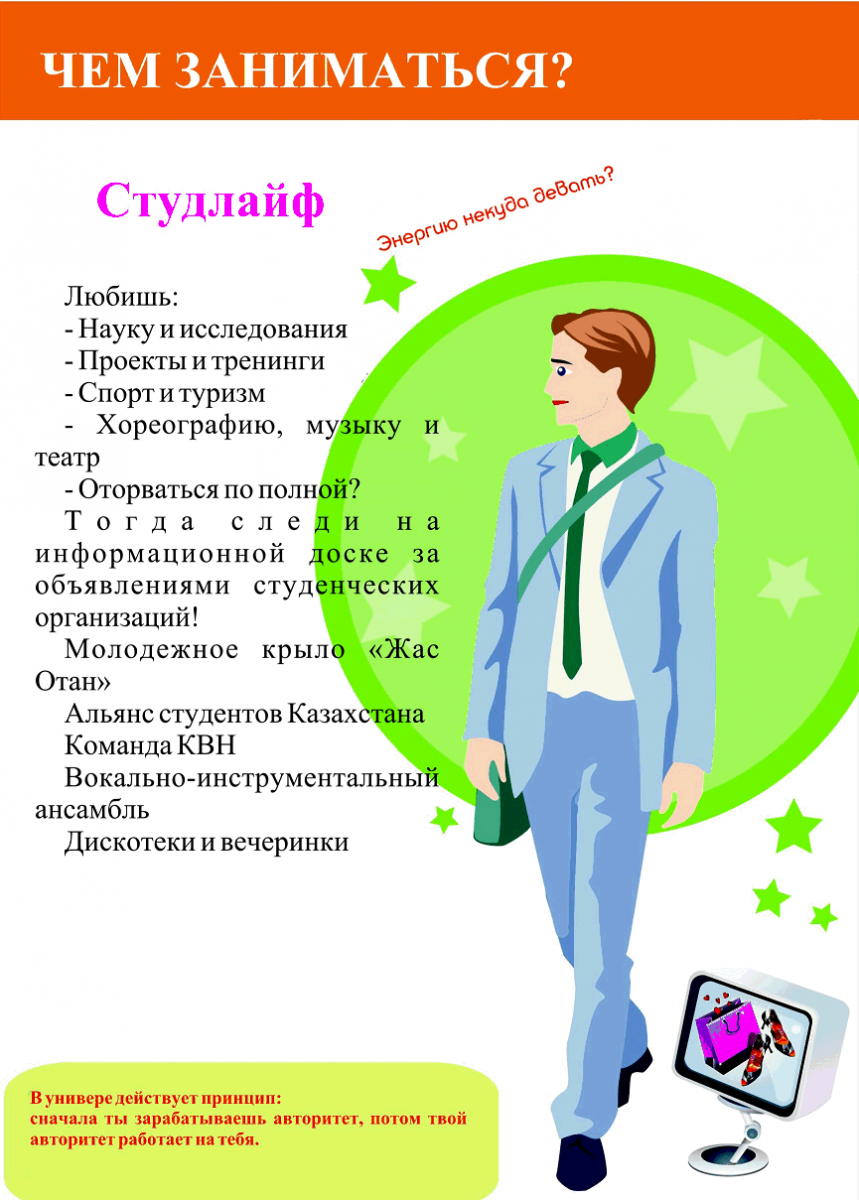 ЧЕМ ЗАНИМАТЬСЯ?
Студлайф
Энергию некуда девать?
Любишь:
- Науку и исследования
- Проекты и тренинги
- Спорт и туризм
- Хореографию, музыку и
театр
- Оторваться по полной?
Тогда следи на
информационной доске за
объявлениями студенческих
организаций!
Молодежное крыло «Жас
Отан»
Альянс студентов Казахстана
Команда КВН
Вокально-инструментальный
ансамбль
Дискотеки и вечеринки
В универе действует принцип:
сначала ты зарабатываешь авторитет, потом твой
авторитет работает на тебя.